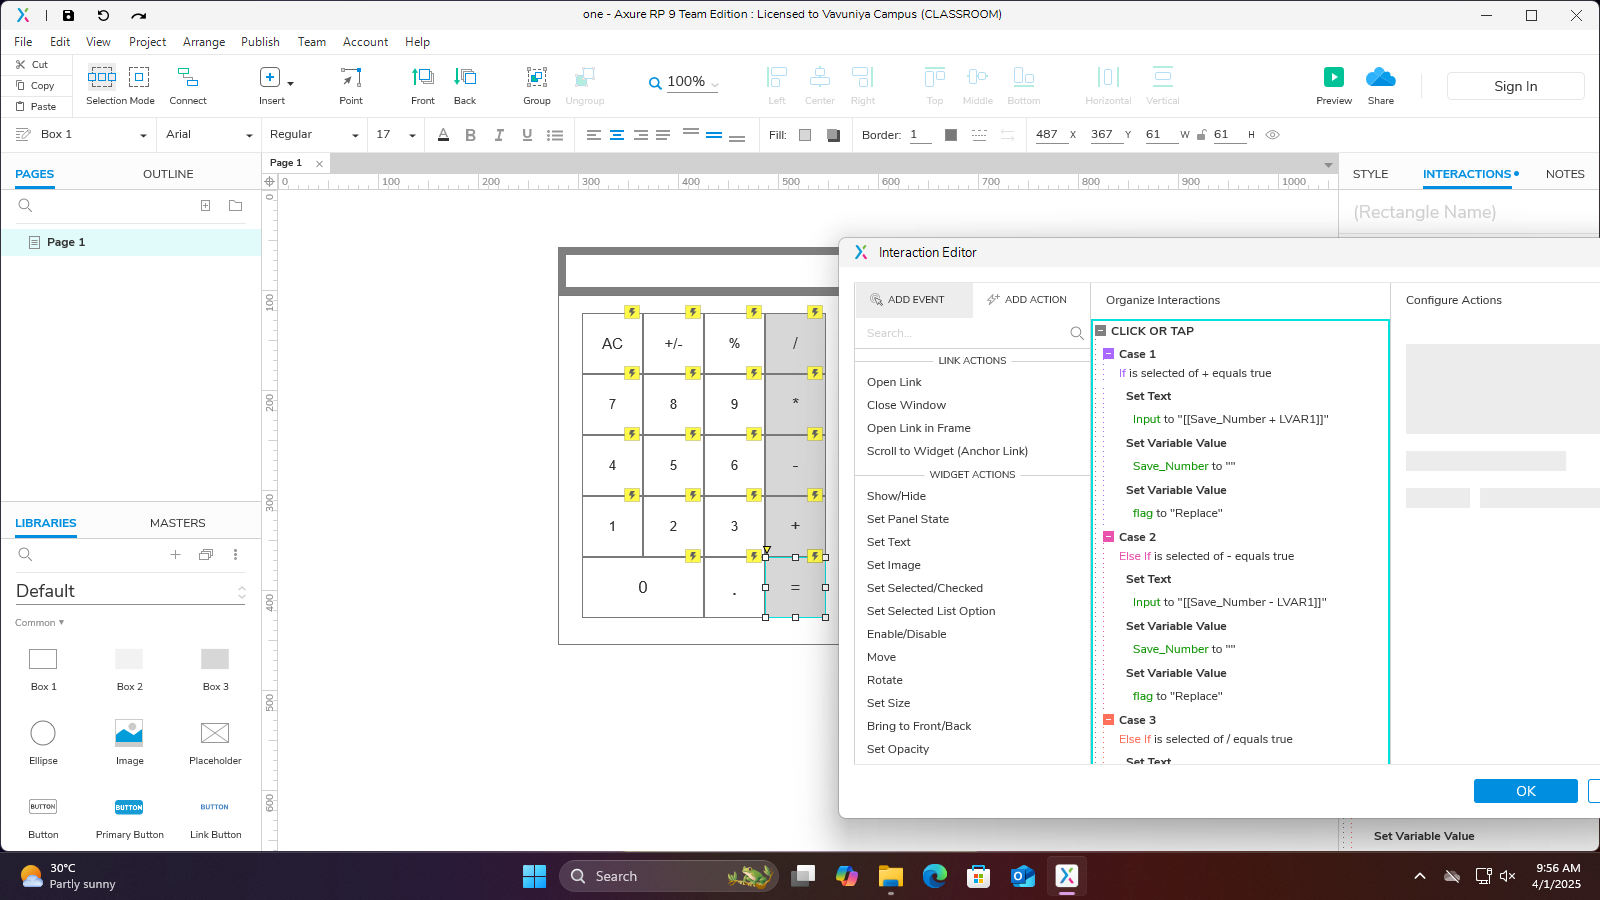 one - Axure RP 9 Team Edition : Licensed to Vavuniya Campus (CLASSROOM)
File Edit View Project Arrange Publish Team Account Help
Cut
Copy
Paste
Selection Mode
Connect
Insert
Point
Front
Back
Group
Ungroup
100%
Left
Center
Right
Top
Middle
Bottom
Horizontal
Vertical
Preview
Share
Sign In
Box 1
Arial
Regular
17
A B I U
Fill:
Border: 1
487 X 367 Y 61 W 61 H
PAGES
OUTLINE
Page 1
Page 1
0 100 200 300 400 500 600 700 800 900 1000
0
100
200
300
400
500
600
AC +/- % /
7 8 9 *
4 5 6 -
1 2 3 +
0 . =
STYLE
INTERACTIONS
NOTES
(Rectangle Name)
Interaction Editor
ADD EVENT
ADD ACTION
Search...
LINK ACTIONS
Open Link
Close Window
Open Link in Frame
Scroll to Widget (Anchor Link)
WIDGET ACTIONS
Show/Hide
Set Panel State
Set Text
Set Image
Set Selected/Checked
Set Selected List Option
Enable/Disable
Move
Rotate
Set Size
Bring to Front/Back
Set Opacity
Organize Interactions
CLICK OR TAP
Case 1
If is selected of + equals true
Set Text
Input to "[[Save_Number + LVAR1]]"
Set Variable Value
Save_Number to ""
Set Variable Value
flag to "Replace"
Case 2
Else If is selected of - equals true
Set Text
Input to "[[Save_Number - LVAR1]]"
Set Variable Value
Save_Number to ""
Set Variable Value
flag to "Replace"
Case 3
Else If is selected of / equals true
Set Text
Configure Actions
OK
Set Variable Value
LIBRARIES
MASTERS
Default
Common
Box 1
Box 2
Box 3
Ellipse
Image
Placeholder
BUTTON
BUTTON
BUTTON
Button
Primary Button
Link Button
30°C
Partly sunny
Search
9:56 AM
4/1/2025